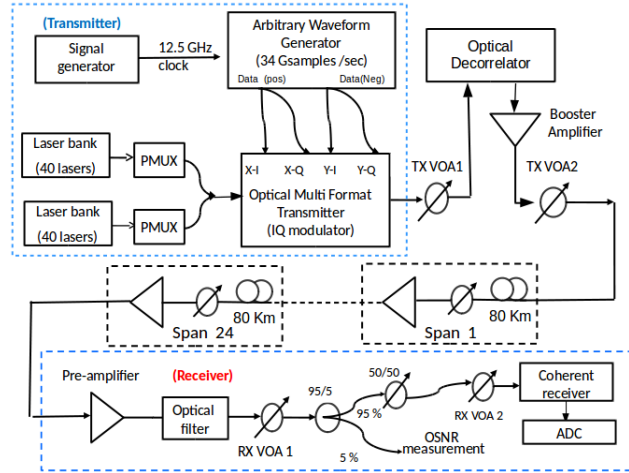 (Transmitter)
Signal
generator
12.5 GHz
clock
Arbitrary Waveform
Generator
(34 Gsamples /sec)
Data (pos)
Data(Neg)
Optical
Decorrelator
Booster
Amplifier
Laser bank
(40 lasers)
PMUX
Laser bank
(40 lasers)
PMUX
X-I X-Q Y-I Y-Q
Optical Multi Format
Transmitter
(IQ modulator)
TX VOA1
TX VOA2
80 Km
Span 24
80 Km
Span 1
Pre-amplifier
(Receiver)
Optical
filter
RX VOA 1
95/5
50/50
95 %
5 %
OSNR
measurement
RX VOA 2
Coherent
receiver
ADC